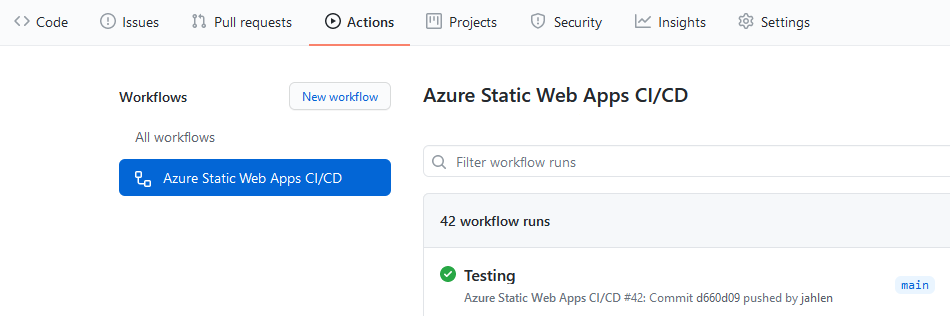 Code Issues Pull requests Actions Projects Security Insights Settings
Workflows New workflow
All workflows
Azure Static Web Apps CI/CD
Azure Static Web Apps CI/CD
Filter workflow runs
42 workflow runs
Testing
Azure Static Web Apps CI/CD #42: Commit d660d09 pushed by jahlen
main